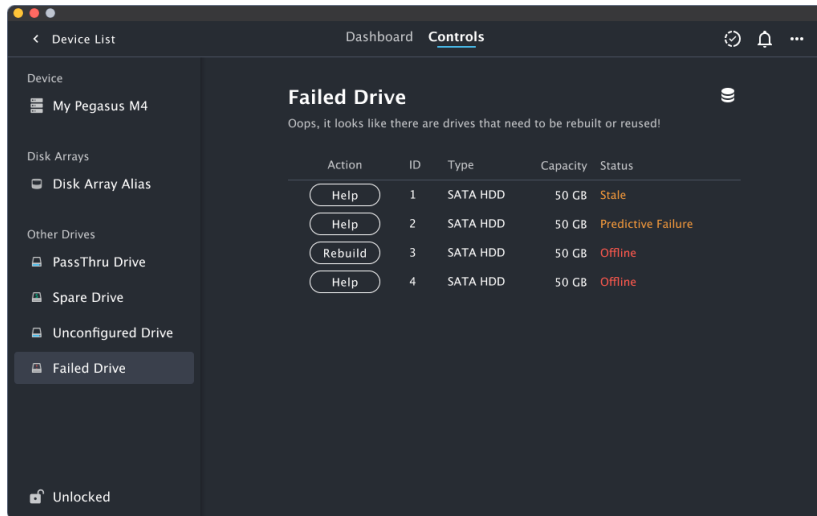 Device List
Dashboard Controls
Device
My Pegasus M4
Disk Arrays
Disk Array Alias
Other Drives
PassThru Drive
Spare Drive
Unconfigured Drive
Failed Drive
Unlocked
Failed Drive
Oops, it looks like there are drives that need to be rebuilt or reused!
Action ID Type Capacity Status
Help 1 SATA HDD 50 GB Stale
Help 2 SATA HDD 50 GB Predictive Failure
Rebuild 3 SATA HDD 50 GB Offline
Help 4 SATA HDD 50 GB Offline